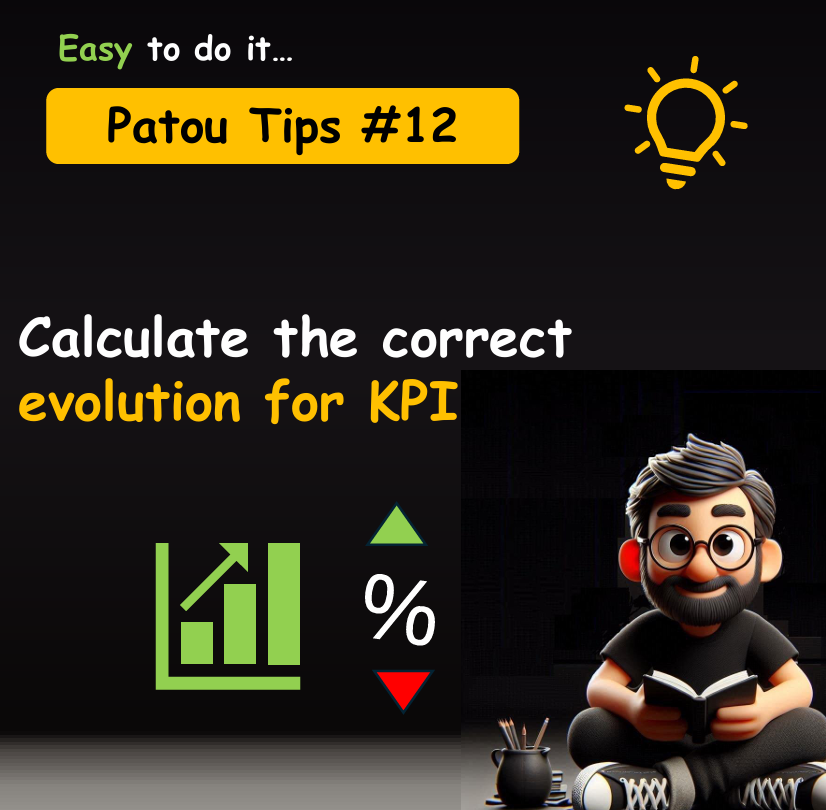 Easy to do it...
Patou Tips #12
Calculate the correct
evolution for KPI
%